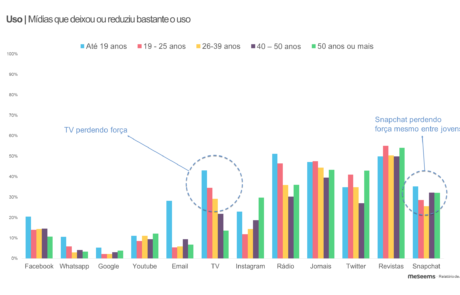 Uso | Mídias que deixou ou reduziu bastante o uso
Até 19 anos 19 - 25 anos 26-39 anos 40 – 50 anos 50 anos ou mais
100%
90%
80%
70%
60%
50%
40%
30%
20%
10%
0%
TV perdendo força
Snapchat perdendo
força mesmo entre joven
Facebook Whatsapp Google Youtube Email TV Instagram Rádio Jornais Twitter Revistas Snapchat
meSeems